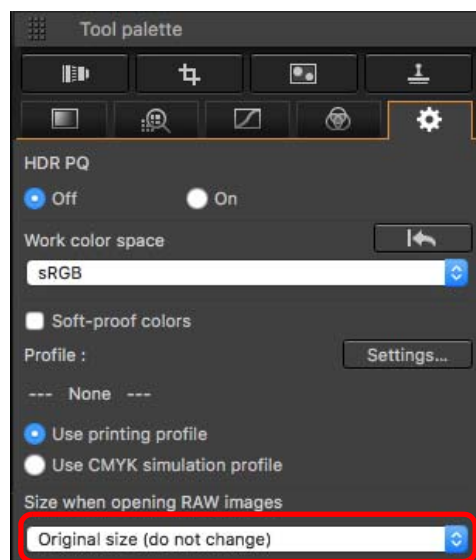 Tool palette
HDR PQ
Off On
Work color space
sRGB
Soft-proof colors
Profile : Settings...
--- None ---
Use printing profile
Use CMYK simulation profile
Size when opening RAW images
Original size (do not change)